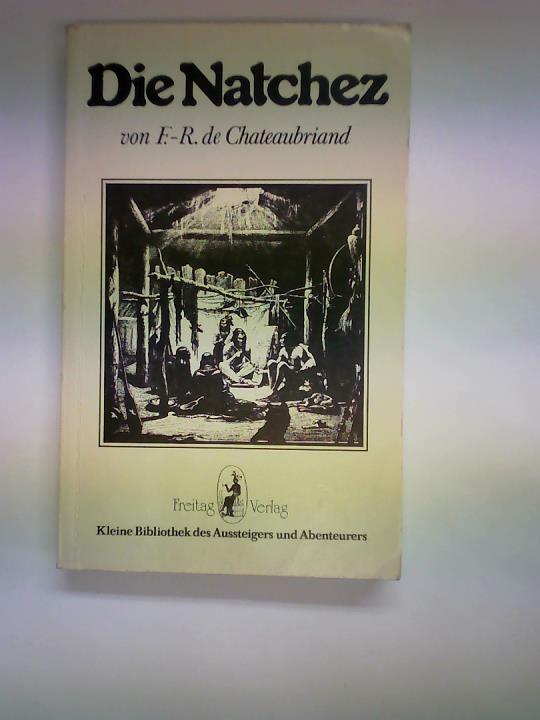 Die Natchez
von F.-R. de Chateaubriand
Freitag Verlag
Kleine Bibliothek des Aussteigers und Abenteurers